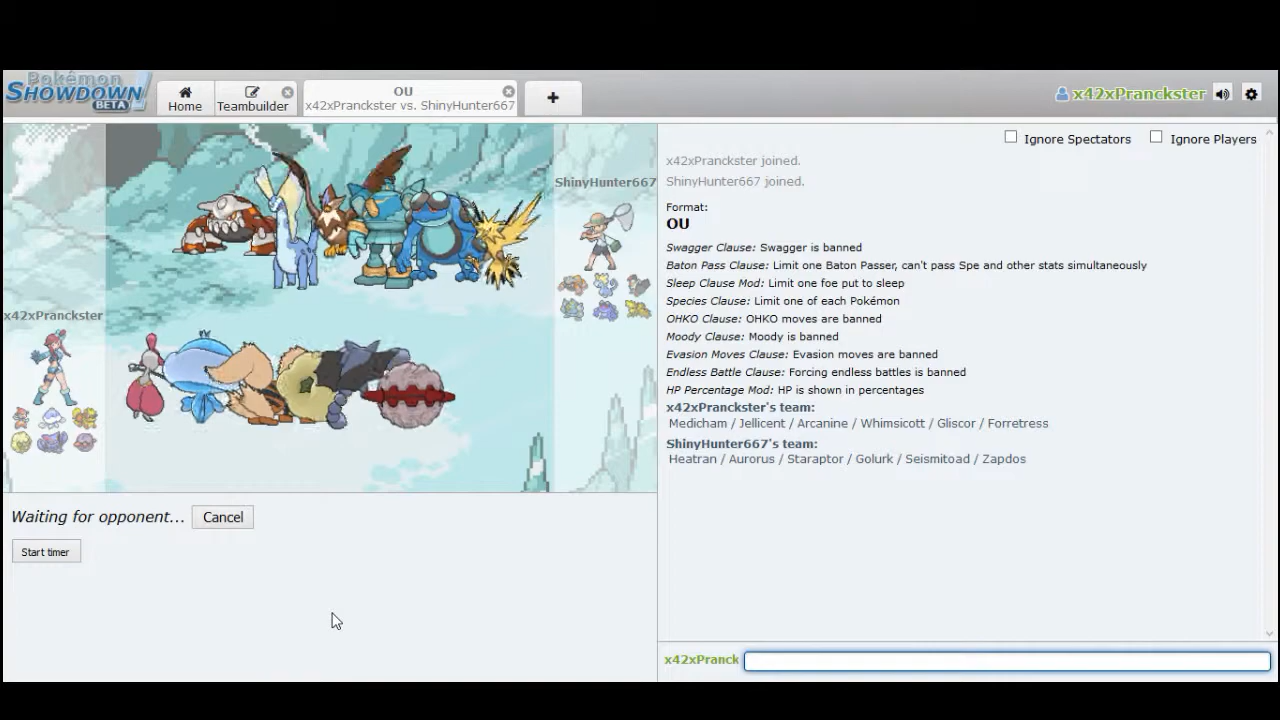 Pokémon
SHOWDOWN!
BETA
Home
Teambuilder
OU
x42xPranckster vs. ShinyHunter667
+
x42xPranckster
Ignore Spectators
Ignore Players
ShinyHunter667
x42xPranckster
x42xPranckster joined.
ShinyHunter667 joined.
Format:
OU
Swagger Clause: Swagger is banned
Baton Pass Clause: Limit one Baton Passer, can't pass Spe and other stats simultaneously
Sleep Clause Mod: Limit one foe put to sleep
Species Clause: Limit one of each Pokémon
OHKO Clause: OHKO moves are banned
Moody Clause: Moody is banned
Evasion Moves Clause: Evasion moves are banned
Endless Battle Clause: Forcing endless battles is banned
HP Percentage Mod: HP is shown in percentages
x42xPranckster's team:
Medicham / Jellicent / Arcanine / Whimsicott / Gliscor / Forretress
ShinyHunter667's team:
Heatran / Aurorus / Staraptor / Golurk / Seismitoad / Zapdos
Waiting for opponent...
Cancel
Start timer
x42xPranck